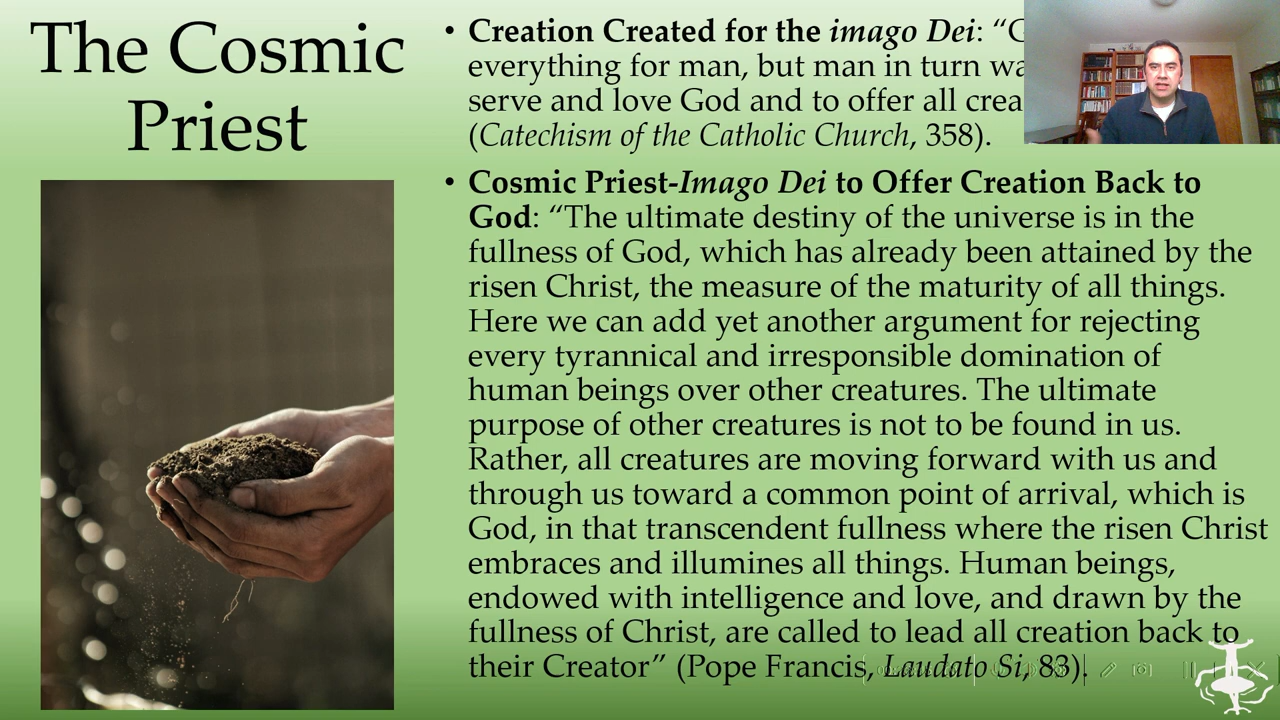 The Cosmic
Priest
• Creation Created for the imago Dei: “G
everything for man, but man in turn wa
serve and love God and to offer all crea
(Catechism of the Catholic Church, 358).
• Cosmic Priest-Imago Dei to Offer Creation Back to
God: “The ultimate destiny of the universe is in the
fullness of God, which has already been attained by the
risen Christ, the measure of the maturity of all things.
Here we can add yet another argument for rejecting
every tyrannical and irresponsible domination of
human beings over other creatures. The ultimate
purpose of other creatures is not to be found in us.
Rather, all creatures are moving forward with us and
through us toward a common point of arrival, which is
God, in that transcendent fullness where the risen Christ
embraces and illumines all things. Human beings,
endowed with intelligence and love, and drawn by the
fullness of Christ, are called to lead all creation back to
their Creator” (Pope Francis, Laudato Si, 83).